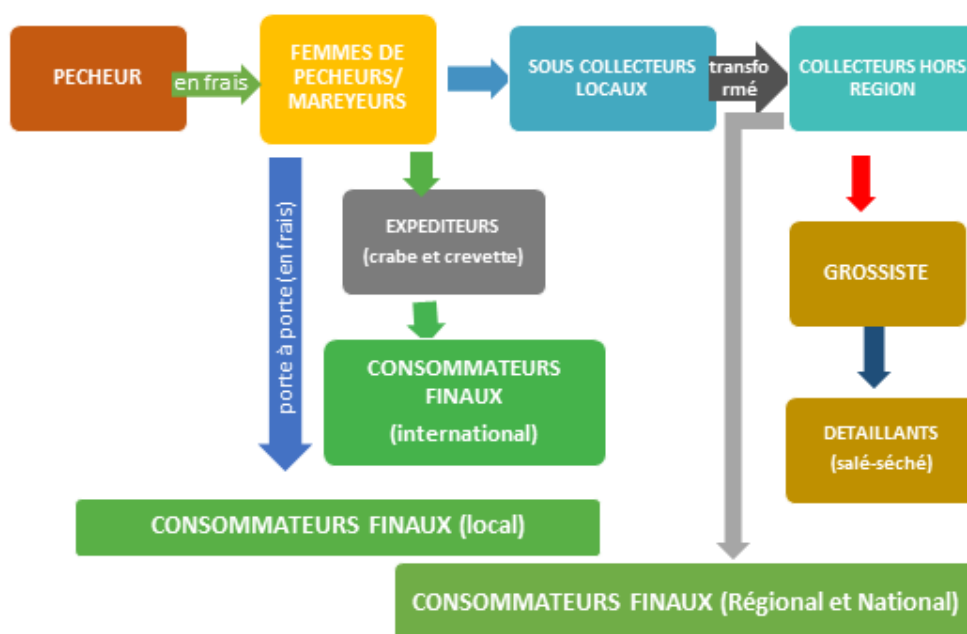 PECHEUR
en frais
FEMMES DE
PECHEURS/
MAREYEURS
SOUS COLLECTEURS
LOCAUX
transfo
rmé
COLLECTEURS HORS
REGION
porte à porte (en frais)
EXPEDITEURS
(crabe et crevette)
GROSSISTE
CONSOMMATEURS
FINAUX
(international)
DETAILLANTS
(salé-séché)
CONSOMMATEURS FINAUX (local)
CONSOMMATEURS FINAUX (Régional et National)